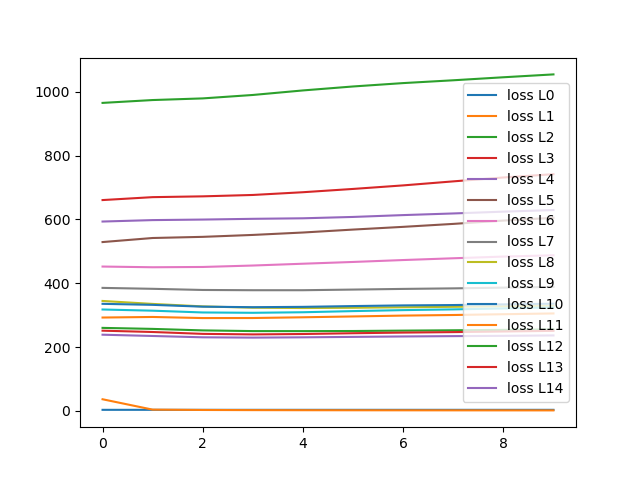 1000
800
600
400
200
0
0 2 4 6 8
loss L0
loss L1
loss L2
loss L3
loss L4
loss L5
loss L6
loss L7
loss L8
loss L9
loss L10
loss L11
loss L12
loss L13
loss L14